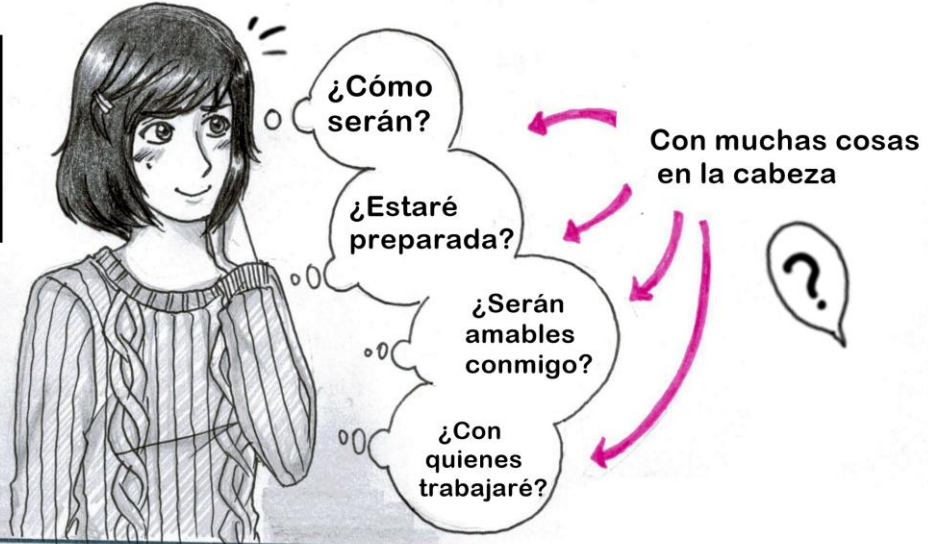 ¿Cómo
serán?
Con muchas cosas
en la cabeza
¿Estaré
preparada?
?
¿Serán
amables
conmigo?
¿Con
quienes
trabajaré?